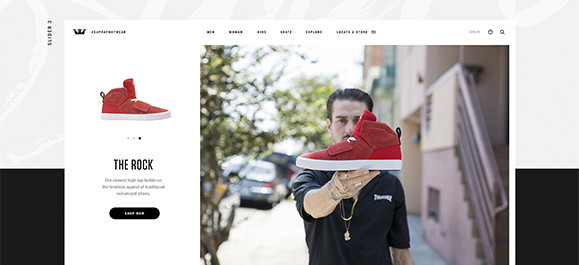 SLIDER 3
#SUPRAFOOTWEAR
MEN WOMAN KIDS SKATE EXPLORE LOCATE A STORE
LOGIN
THE ROCK
Our newest high top builds on
the timeless appeal of traditional
vulcanized shoes.
SHOP NOW
THRASHER